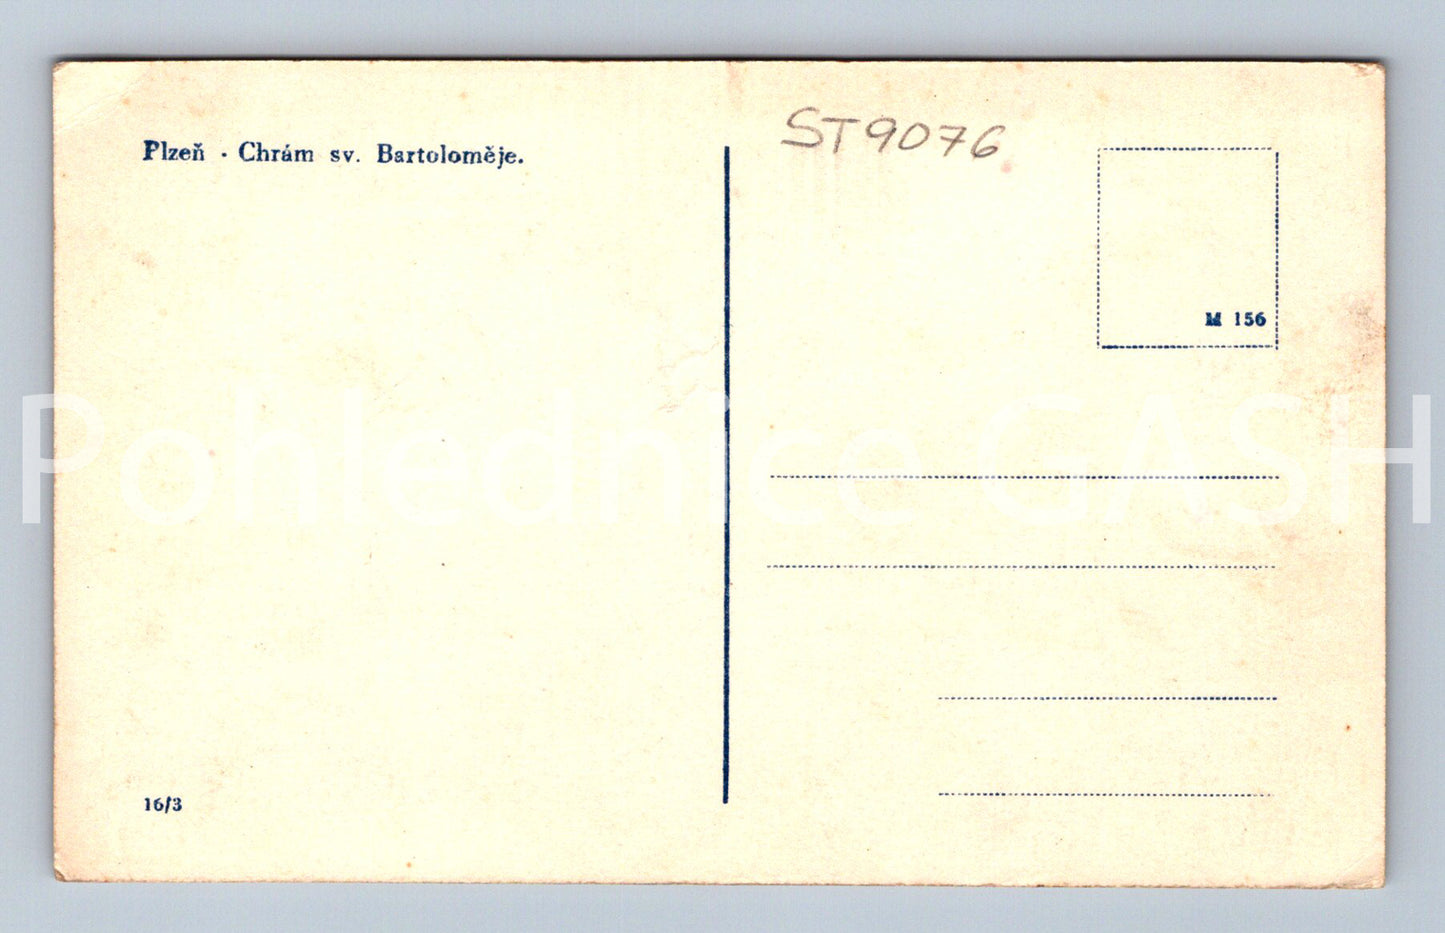 Plzeň · Chrám sv. Bartoloměje.
ST9076
M 156
Pohlednice GASH
16/3